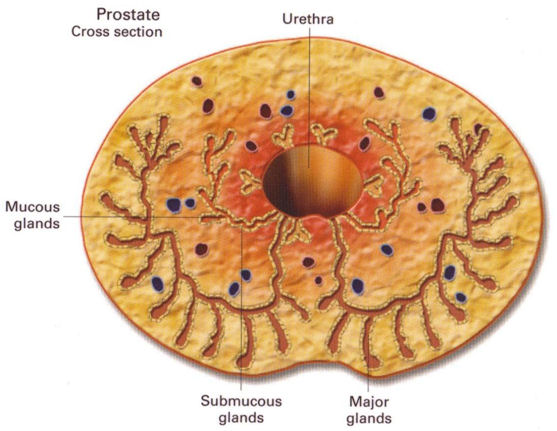 Prostate
Cross section
Urethra
Mucous
glands
Submucous
glands
Major
glands